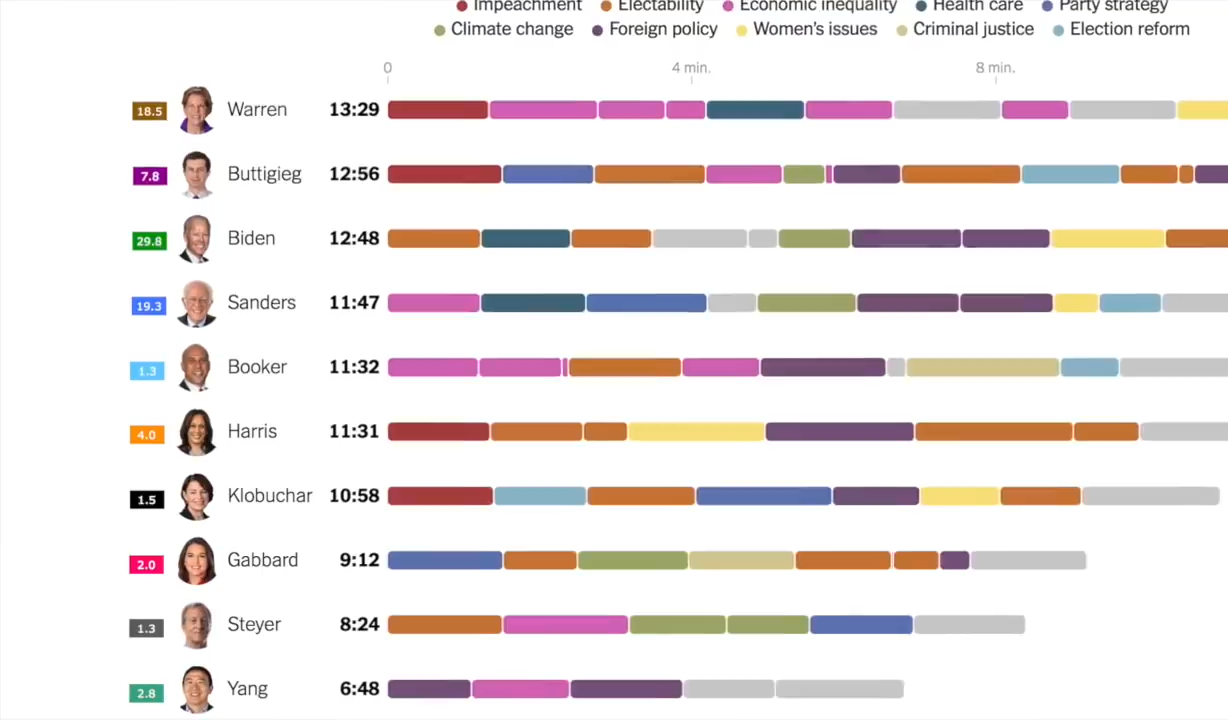 Impeachment Electability Economic inequality Health care Party strategy
Climate change Foreign policy Women's issues Criminal justice Election reform
0 4 min. 8 min.
18.5 Warren 13:29
7.8 Buttigieg 12:56
29.8 Biden 12:48
19.3 Sanders 11:47
1.3 Booker 11:32
4.0 Harris 11:31
1.5 Klobuchar 10:58
2.0 Gabbard 9:12
1.3 Steyer 8:24
2.8 Yang 6:48